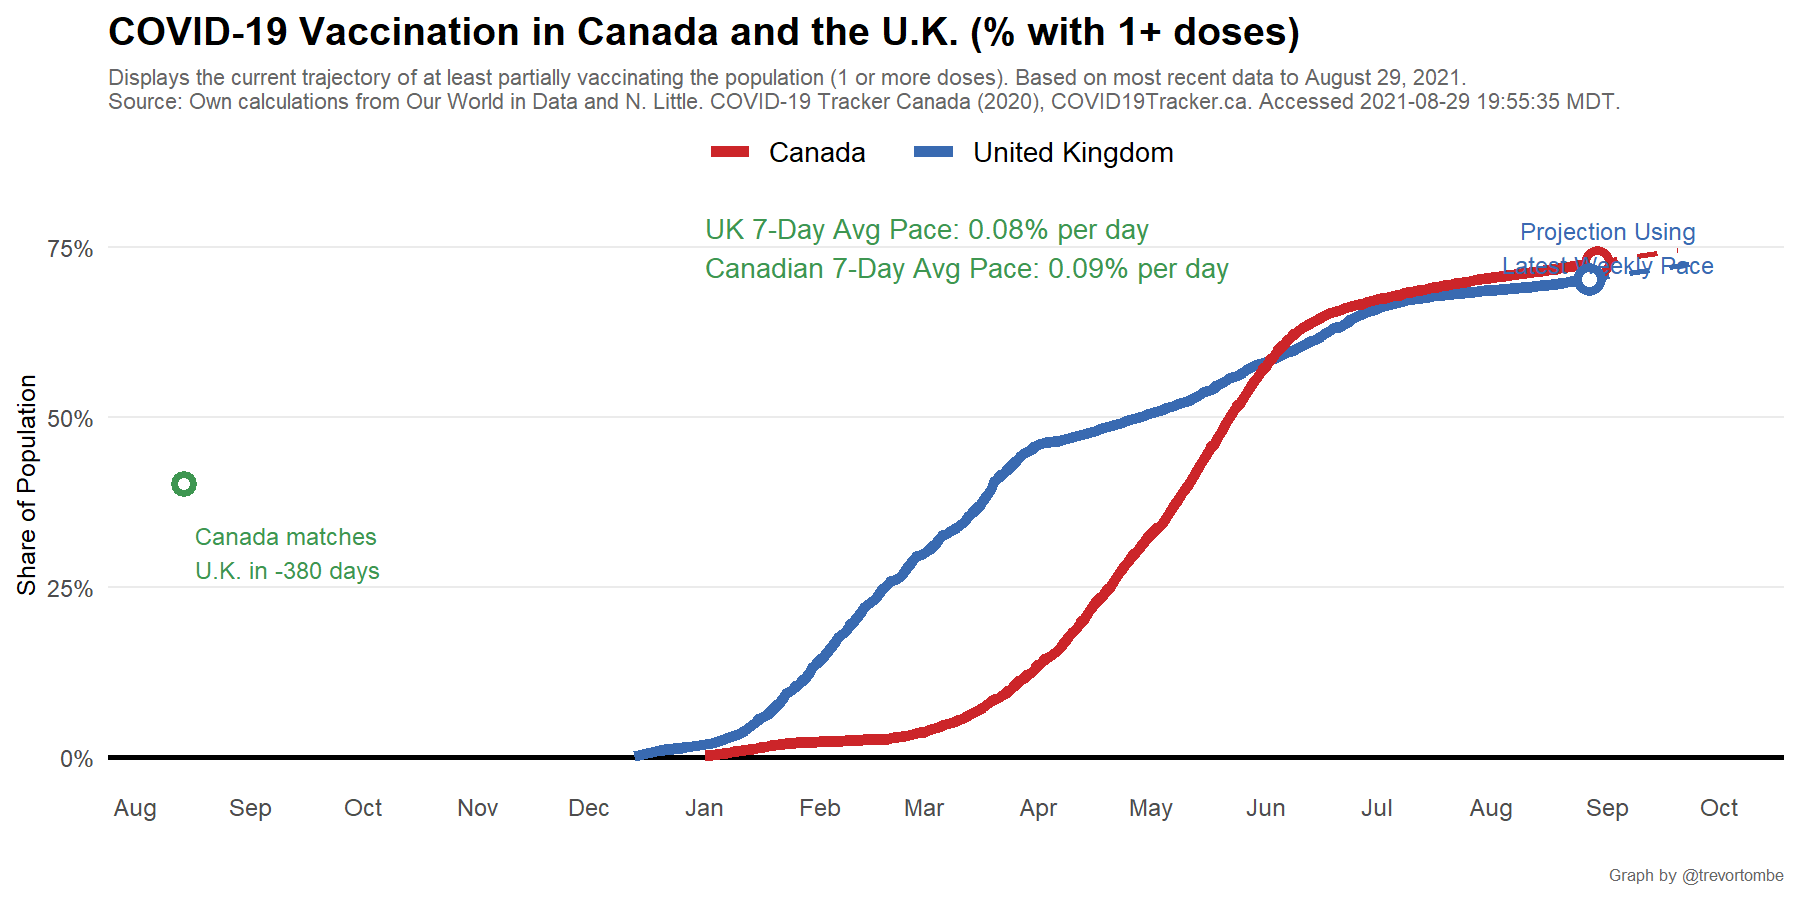 COVID-19 Vaccination in Canada and the U.K. (% with 1+ doses)
Displays the current trajectory of at least partially vaccinating the population (1 or more doses). Based on most recent data to August 29, 2021.
Source: Own calculations from Our World in Data and N. Little. COVID-19 Tracker Canada (2020), COVID19Tracker.ca. Accessed 2021-08-29 19:55:35 MDT.
Canada
United Kingdom
UK 7-Day Avg Pace: 0.08% per day
Canadian 7-Day Avg Pace: 0.09% per day
Projection Using
Latest Weekly Pace
Canada matches
U.K. in -380 days
Share of Population
75%
50%
25%
0%
Aug Sep Oct Nov Dec Jan Feb Mar Apr May Jun Jul Aug Sep Oct
Graph by @trevortombe